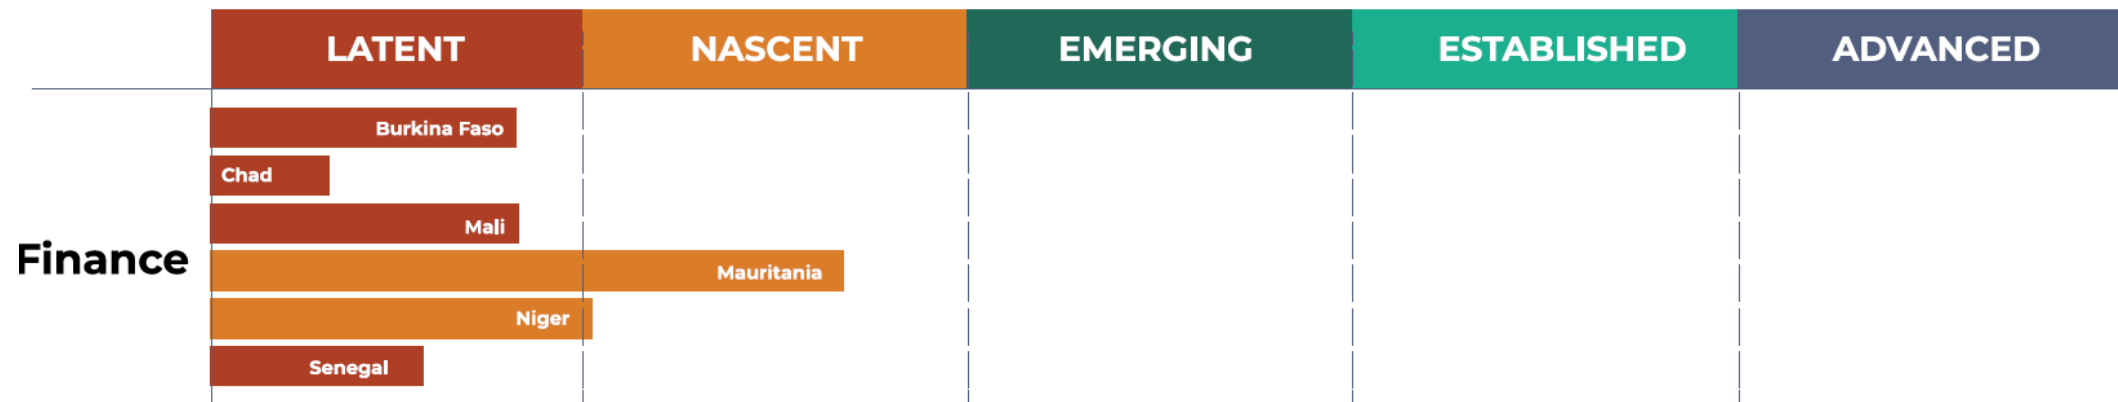 LATENT NASCENT EMERGING ESTABLISHED ADVANCED
Burkina Faso
Chad
Mali
Finance
Mauritania
Niger
Senegal